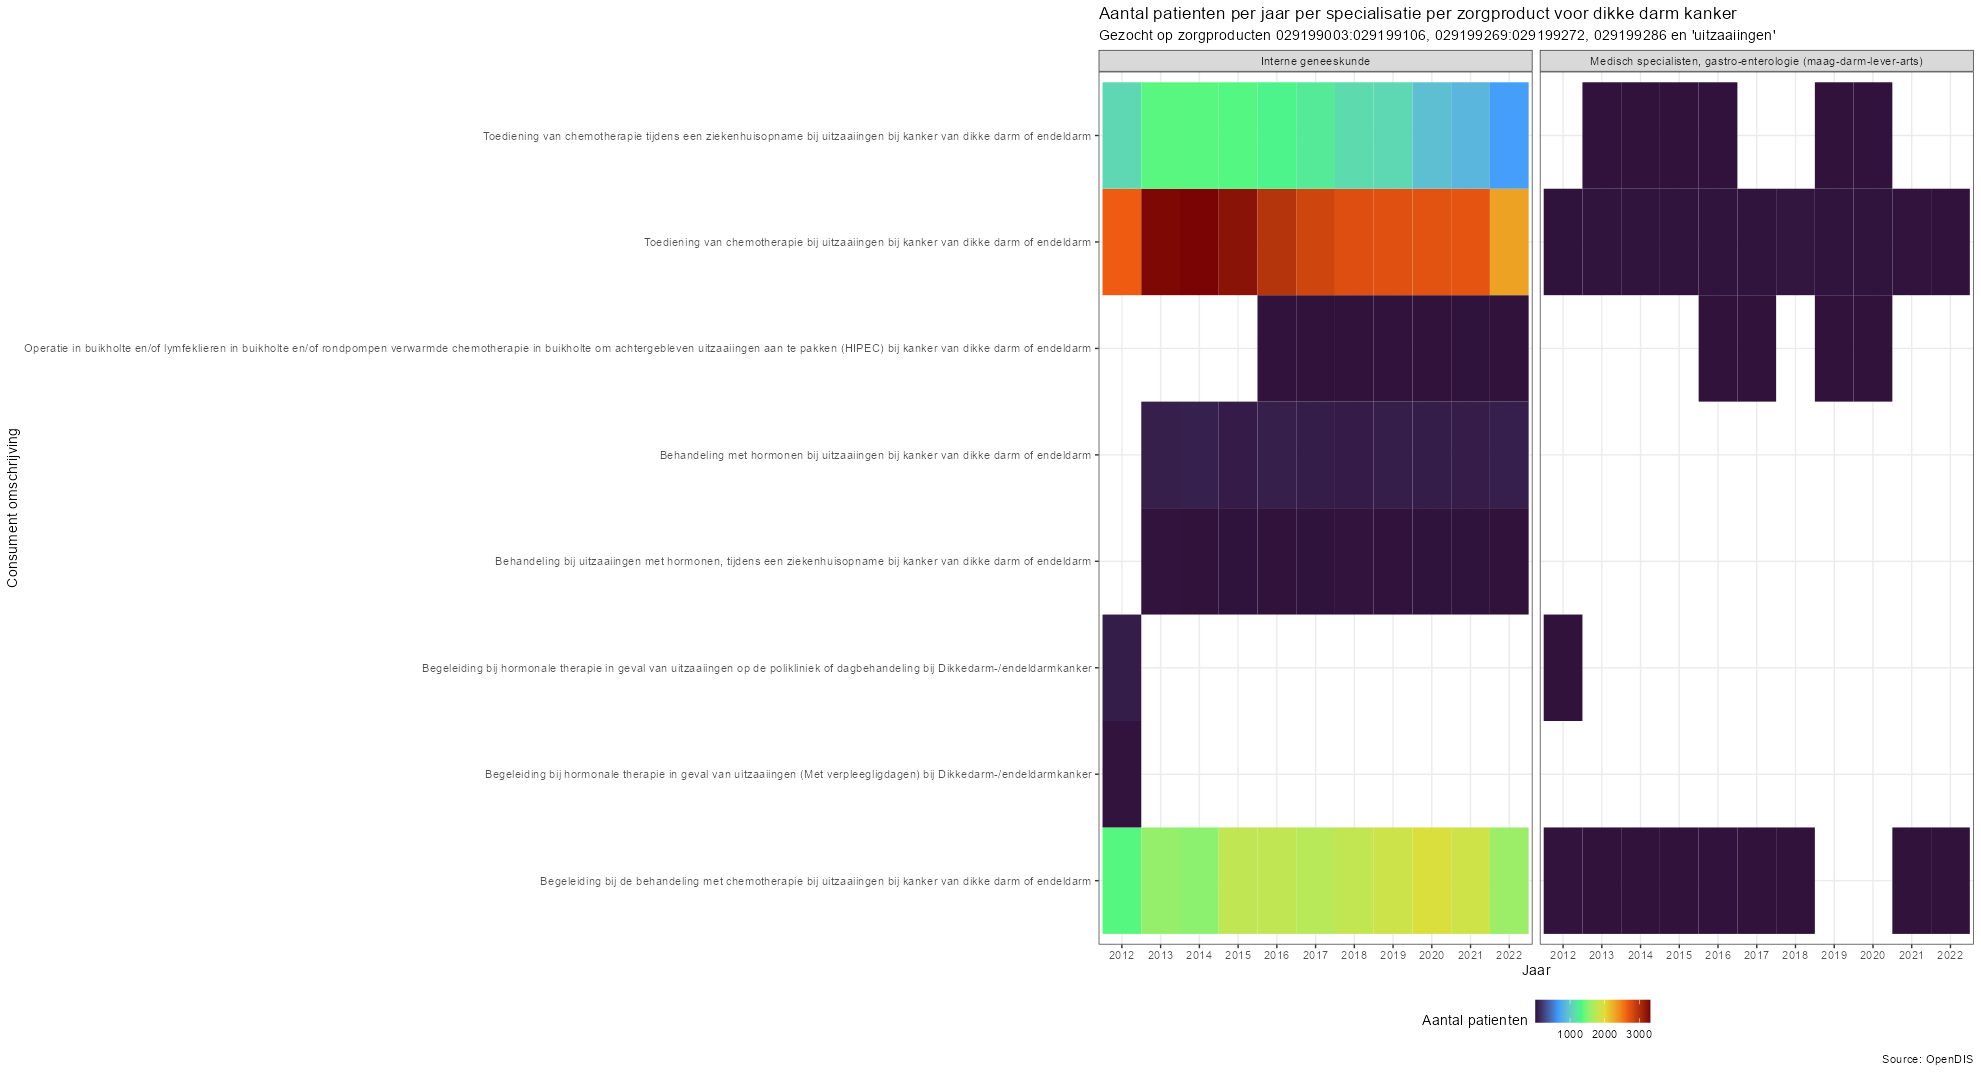 Aantal patienten per jaar per specialisatie per zorgproduct voor dikke darm kanker
Gezocht op zorgproducten 029199003:029199106, 029199269:029199272, 029199286 en 'uitzaaiingen'
Interne geneeskunde
Medisch specialisten, gastro-enterologie (maag-darm-lever-arts)
Consument omschrijving
Toediening van chemotherapie tijdens een ziekenhuisopname bij uitzaaiingen bij kanker van dikke darm of endeldarm
Toediening van chemotherapie bij uitzaaiingen bij kanker van dikke darm of endeldarm
Operatie in buikholte en/of lymfeklieren in buikholte en/of rondpompen verwarmde chemotherapie in buikholte om achtergebleven uitzaaiingen aan te pakken (HIPEC) bij kanker van dikke darm of endeldarm
Behandeling met hormonen bij uitzaaiingen bij kanker van dikke darm of endeldarm
Behandeling bij uitzaaiingen met hormonen, tijdens een ziekenhuisopname bij kanker van dikke darm of endeldarm
Begeleiding bij hormonale therapie in geval van uitzaaiingen op de polikliniek of dagbehandeling bij Dikkedarm-/endeldarmkanker
Begeleiding bij hormonale therapie in geval van uitzaaiingen (Met verpleegligdagen) bij Dikkedarm-/endeldarmkanker
Begeleiding bij de behandeling met chemotherapie bij uitzaaiingen bij kanker van dikke darm of endeldarm
2012 2013 2014 2015 2016 2017 2018 2019 2020 2021 2022
2012 2013 2014 2015 2016 2017 2018 2019 2020 2021 2022
Jaar
Aantal patienten
1000 2000 3000
Source: OpenDIS